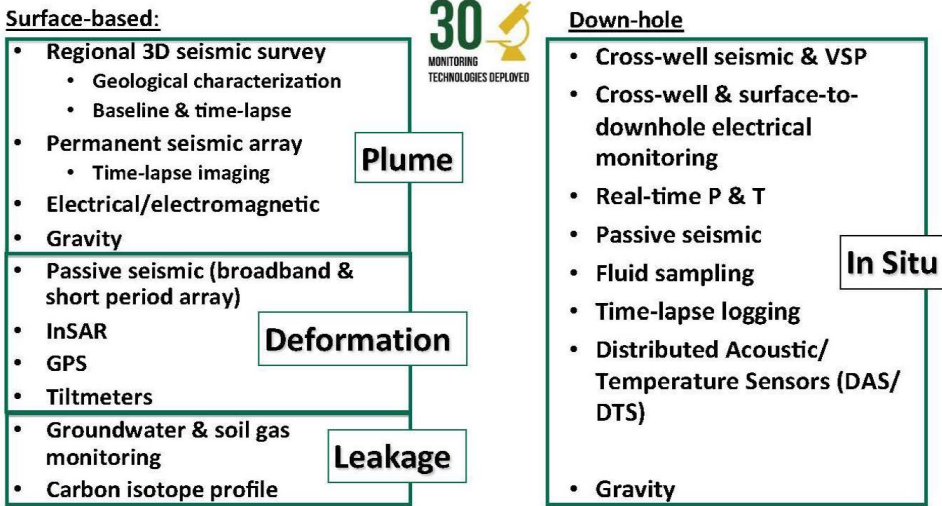 Surface-based:
• Regional 3D seismic survey
• Geological characterization
• Baseline & time-lapse
• Permanent seismic array
• Time-lapse imaging
• Electrical/electromagnetic
• Gravity
Plume
• Passive seismic (broadband &
short period array)
• InSAR
• GPS
• Tiltmeters
Deformation
• Groundwater & soil gas
monitoring
• Carbon isotope profile
Leakage
30
MONITORING
TECHNOLOGIES DEPLOYED
Down-hole
• Cross-well seismic & VSP
• Cross-well & surface-to-
downhole electrical
monitoring
• Real-time P & T
• Passive seismic
• Fluid sampling
• Time-lapse logging
• Distributed Acoustic/
Temperature Sensors (DAS/
DTS)
• Gravity
In Situ